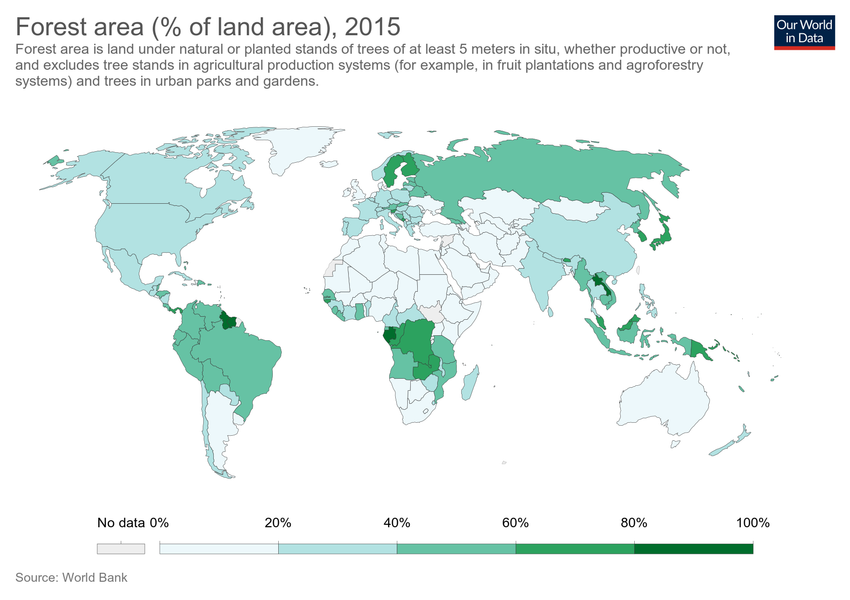 Forest area (% of land area), 2015
Our World
in Data
Forest area is land under natural or planted stands of trees of at least 5 meters in situ, whether productive or not,
and excludes tree stands in agricultural production systems (for example, in fruit plantations and agroforestry
systems) and trees in urban parks and gardens.
No data 0% 20% 40% 60% 80% 100%
Source: World Bank